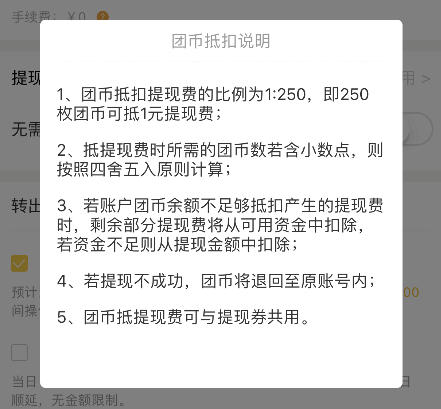 手续费：￥0
团币抵扣说明
提现
用 >
1、团币抵扣提现费的比例为1:250，即250
枚团币可抵1元提现费；
无需
2、抵提现费时所需的团币数若含小数点，则
按照四舍五入原则计算；
转出
3、若账户团币余额不足够抵扣产生的提现费
时，剩余部分提现费将从可用资金中扣除，
若资金不足则从提现金额中扣除；
4、若提现不成功，团币将退回至原账号内；
预计
00
间操
5、团币抵提现费可与提现券共用。
当日
日
顺延，无金额限制。